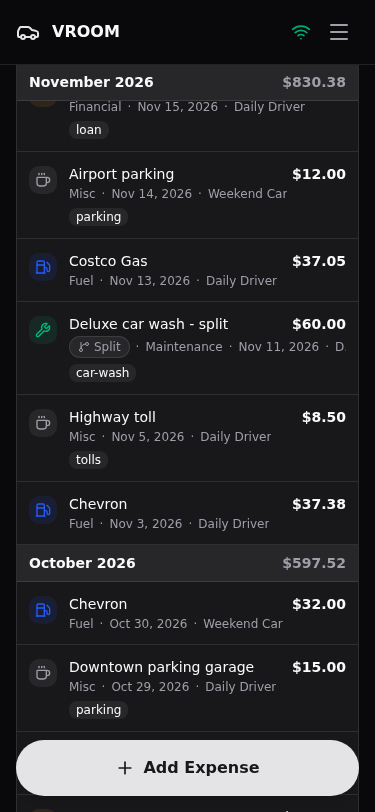 VROOM
November 2026 $830.38
Financial · Nov 15, 2026 · Daily Driver
loan
Airport parking $12.00
Misc · Nov 14, 2026 · Weekend Car
parking
Costco Gas $37.05
Fuel · Nov 13, 2026 · Daily Driver
Deluxe car wash - split $60.00
Split · Maintenance · Nov 11, 2026 · D.
car-wash
Highway toll $8.50
Misc · Nov 5, 2026 · Daily Driver
tolls
Chevron $37.38
Fuel · Nov 3, 2026 · Daily Driver
October 2026 $597.52
Chevron $32.00
Fuel · Oct 30, 2026 · Weekend Car
Downtown parking garage $15.00
Misc · Oct 29, 2026 · Daily Driver
parking
Add Expense